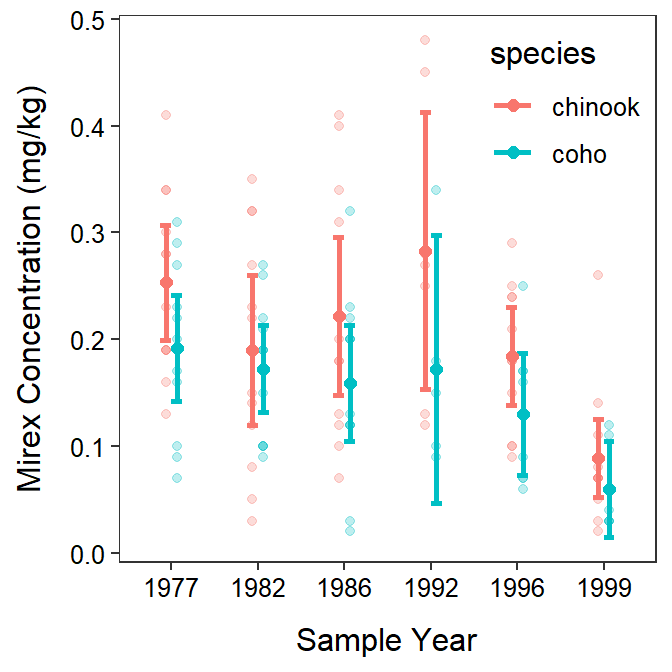 0.5
0.4
0.3
0.2
0.1
0.0
Mirex Concentration (mg/kg)
species
chinook
coho
1977 1982 1986 1992 1996 1999
Sample Year